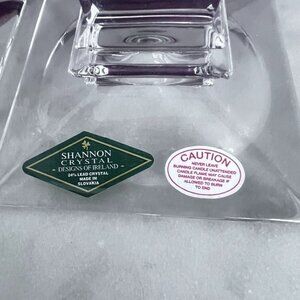 SHANNON
CRYSTAL
- DESIGNS OF IRELAND -
24% LEAD CRYSTAL
MADE IN
SLOVAKIA
CAUTION
NEVER LEAVE
BURNING CANDLE UNATTENDED
CANDLE FLAME MAY CAUSE
DAMAGE OR BREAKAGE IF
ALLOWED TO BURN
TO END